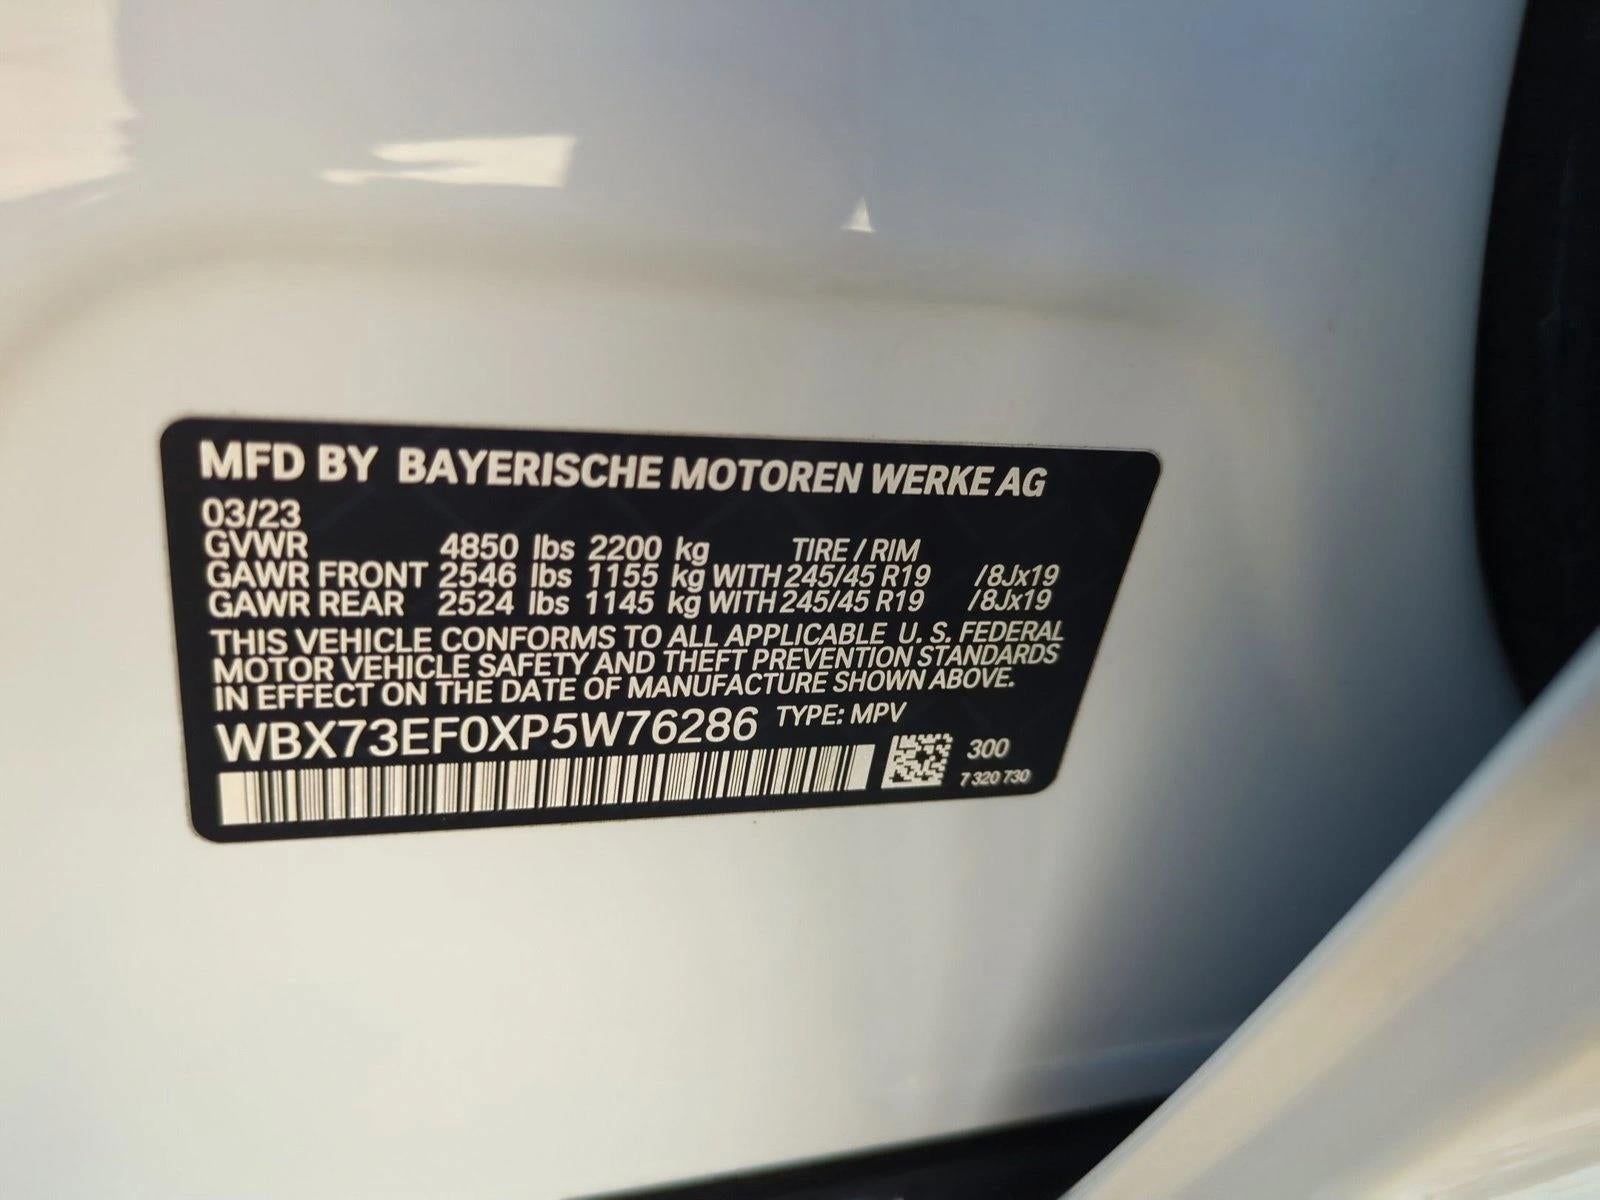 MFD BY BAYERISCHE MOTOREN WERKE AG
03/23
GVWR 4850 lbs 2200 kg TIRE / RIM
GAWR FRONT 2546 lbs 1155 kg WITH 245/45 R19 /8Jx19
GAWR REAR 2524 lbs 1145 kg WITH 245/45 R19 /8Jx19
THIS VEHICLE CONFORMS TO ALL APPLICABLE U. S. FEDERAL
MOTOR VEHICLE SAFETY AND THEFT PREVENTION STANDARDS
IN EFFECT ON THE DATE OF MANUFACTURE SHOWN ABOVE.
WBX73EF0XP5W76286 TYPE: MPV
300
7 320 730